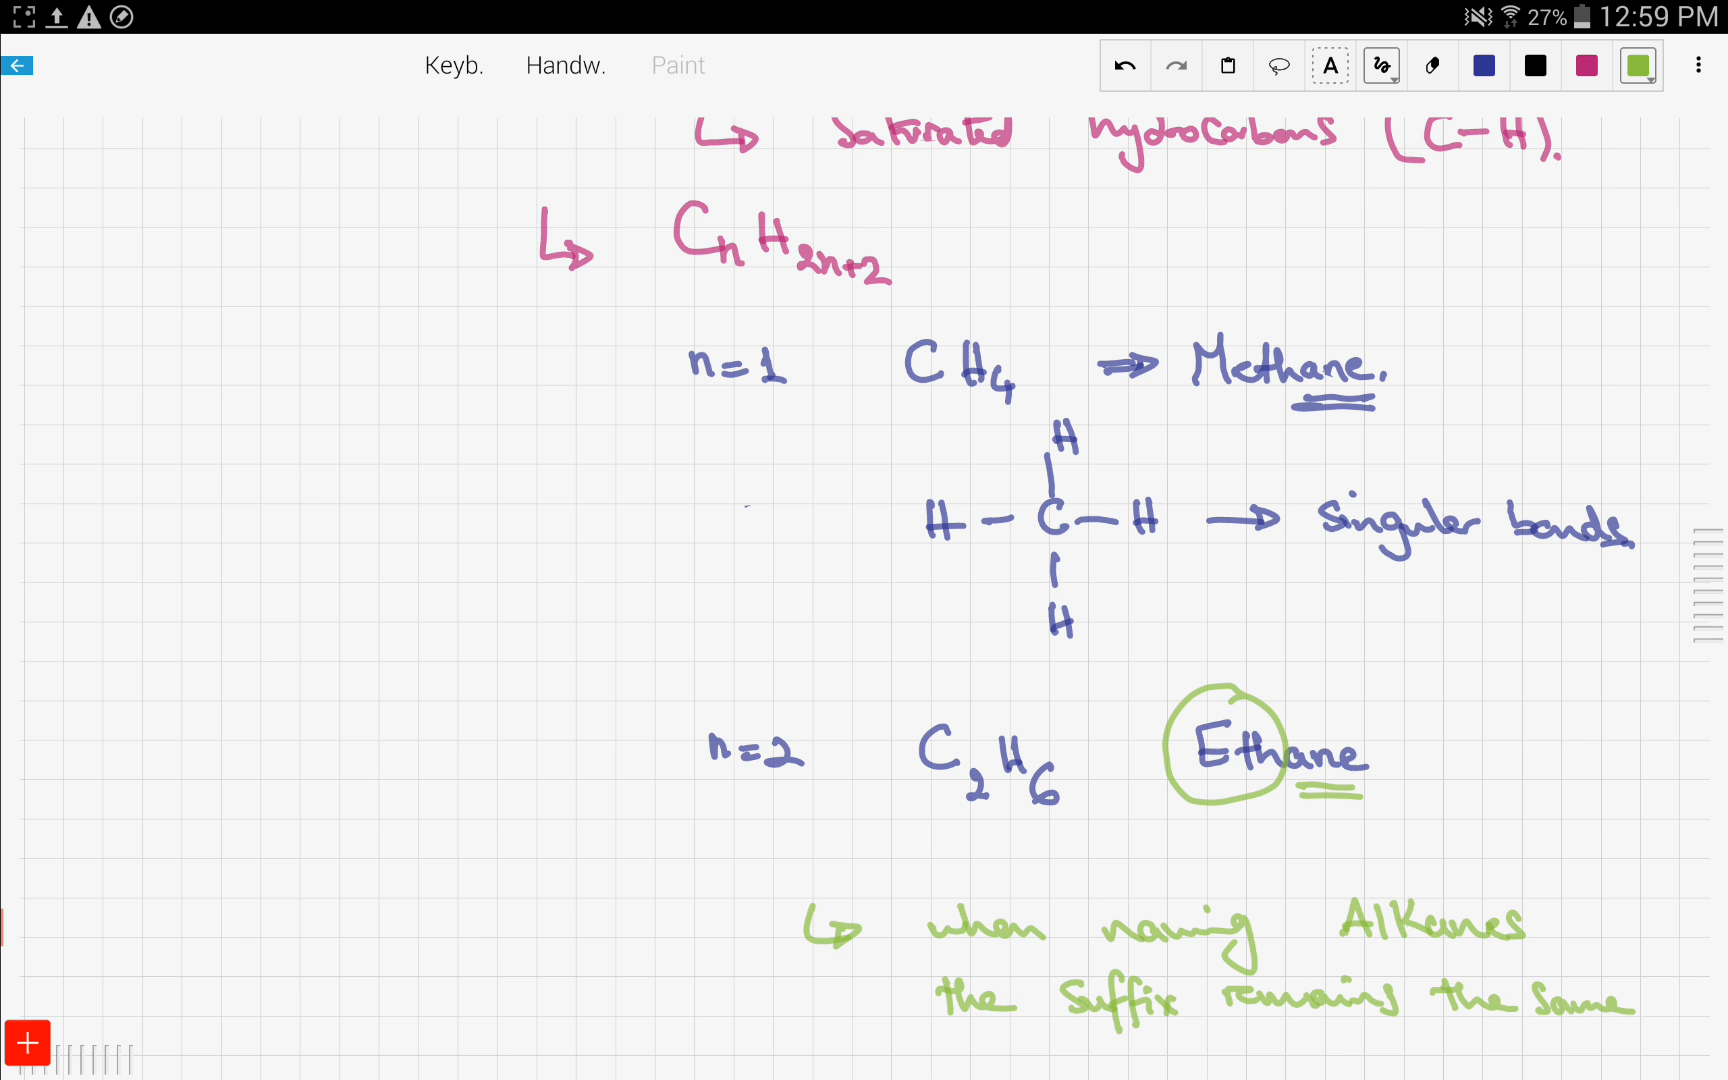 27% 12:59 PM
Keyb. Handw. Paint A
↳ Saturated hydrocarbons (C-H).
↳ CₙH₂ₙ₊₂
n=1 CH₄ ⇒ Methane.
H
H - C - H → Singular bonds
H
n=2 C₂H₆ Ethane
↳ when naming Alkanes
the Suffix remains the Same